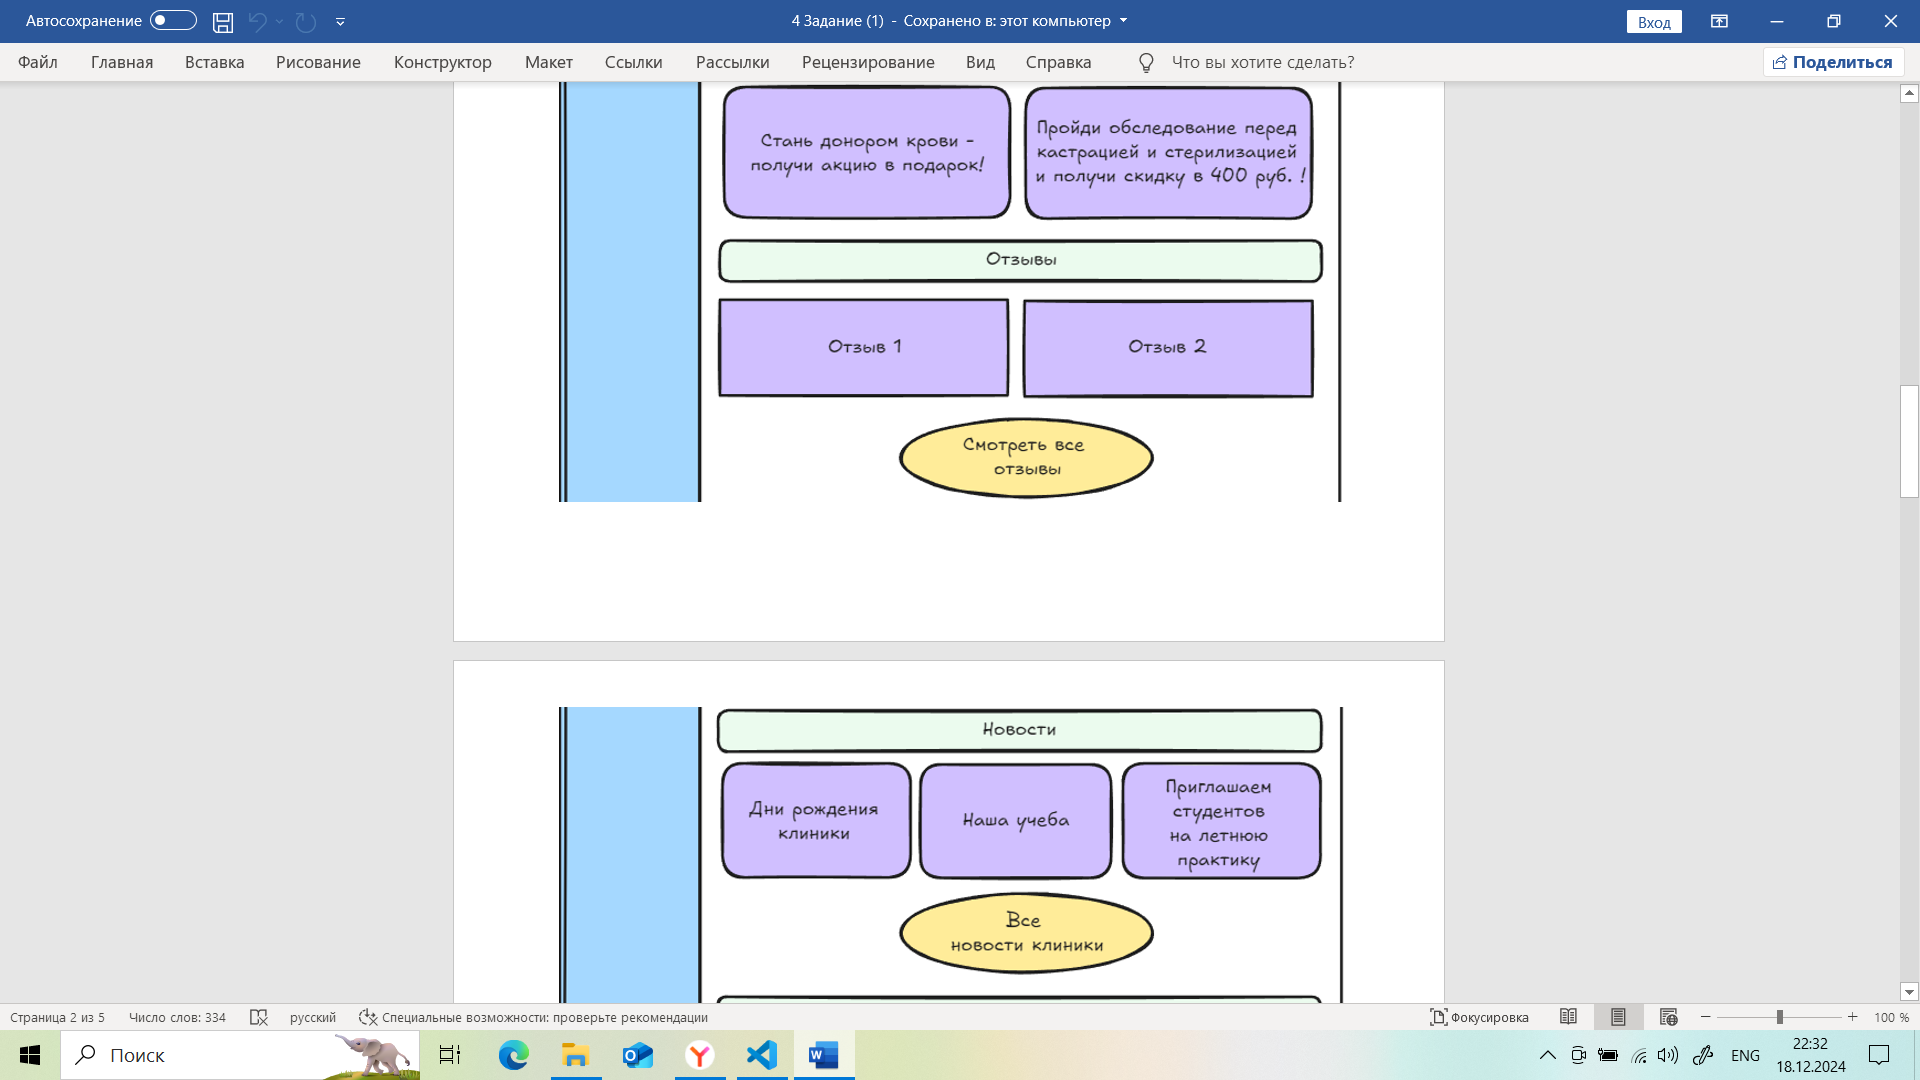 Автосохранение
4 Задание (1) - Сохранено в: этот компьютер
Вход
Файл Главная Вставка Рисование Конструктор Макет Ссылки Рассылки Рецензирование Вид Справка Что вы хотите сделать? Поделиться
Стань донором крови -
получи акцию в подарок!
Пройди обследование перед
кастрацией и стерилизацией
и получи скидку в 400 руб. !
Отзывы
Отзыв 1
Отзыв 2
Смотреть все
отзывы
Новости
Дни рождения
клиники
Наша учеба
Приглашаем
студентов
на летнюю
практику
Все
новости клиники
Страница 2 из 5 Число слов: 334 русский Специальные возможности: проверьте рекомендации Фокусировка 100 %
Поиск
ENG
22:32
18.12.2024